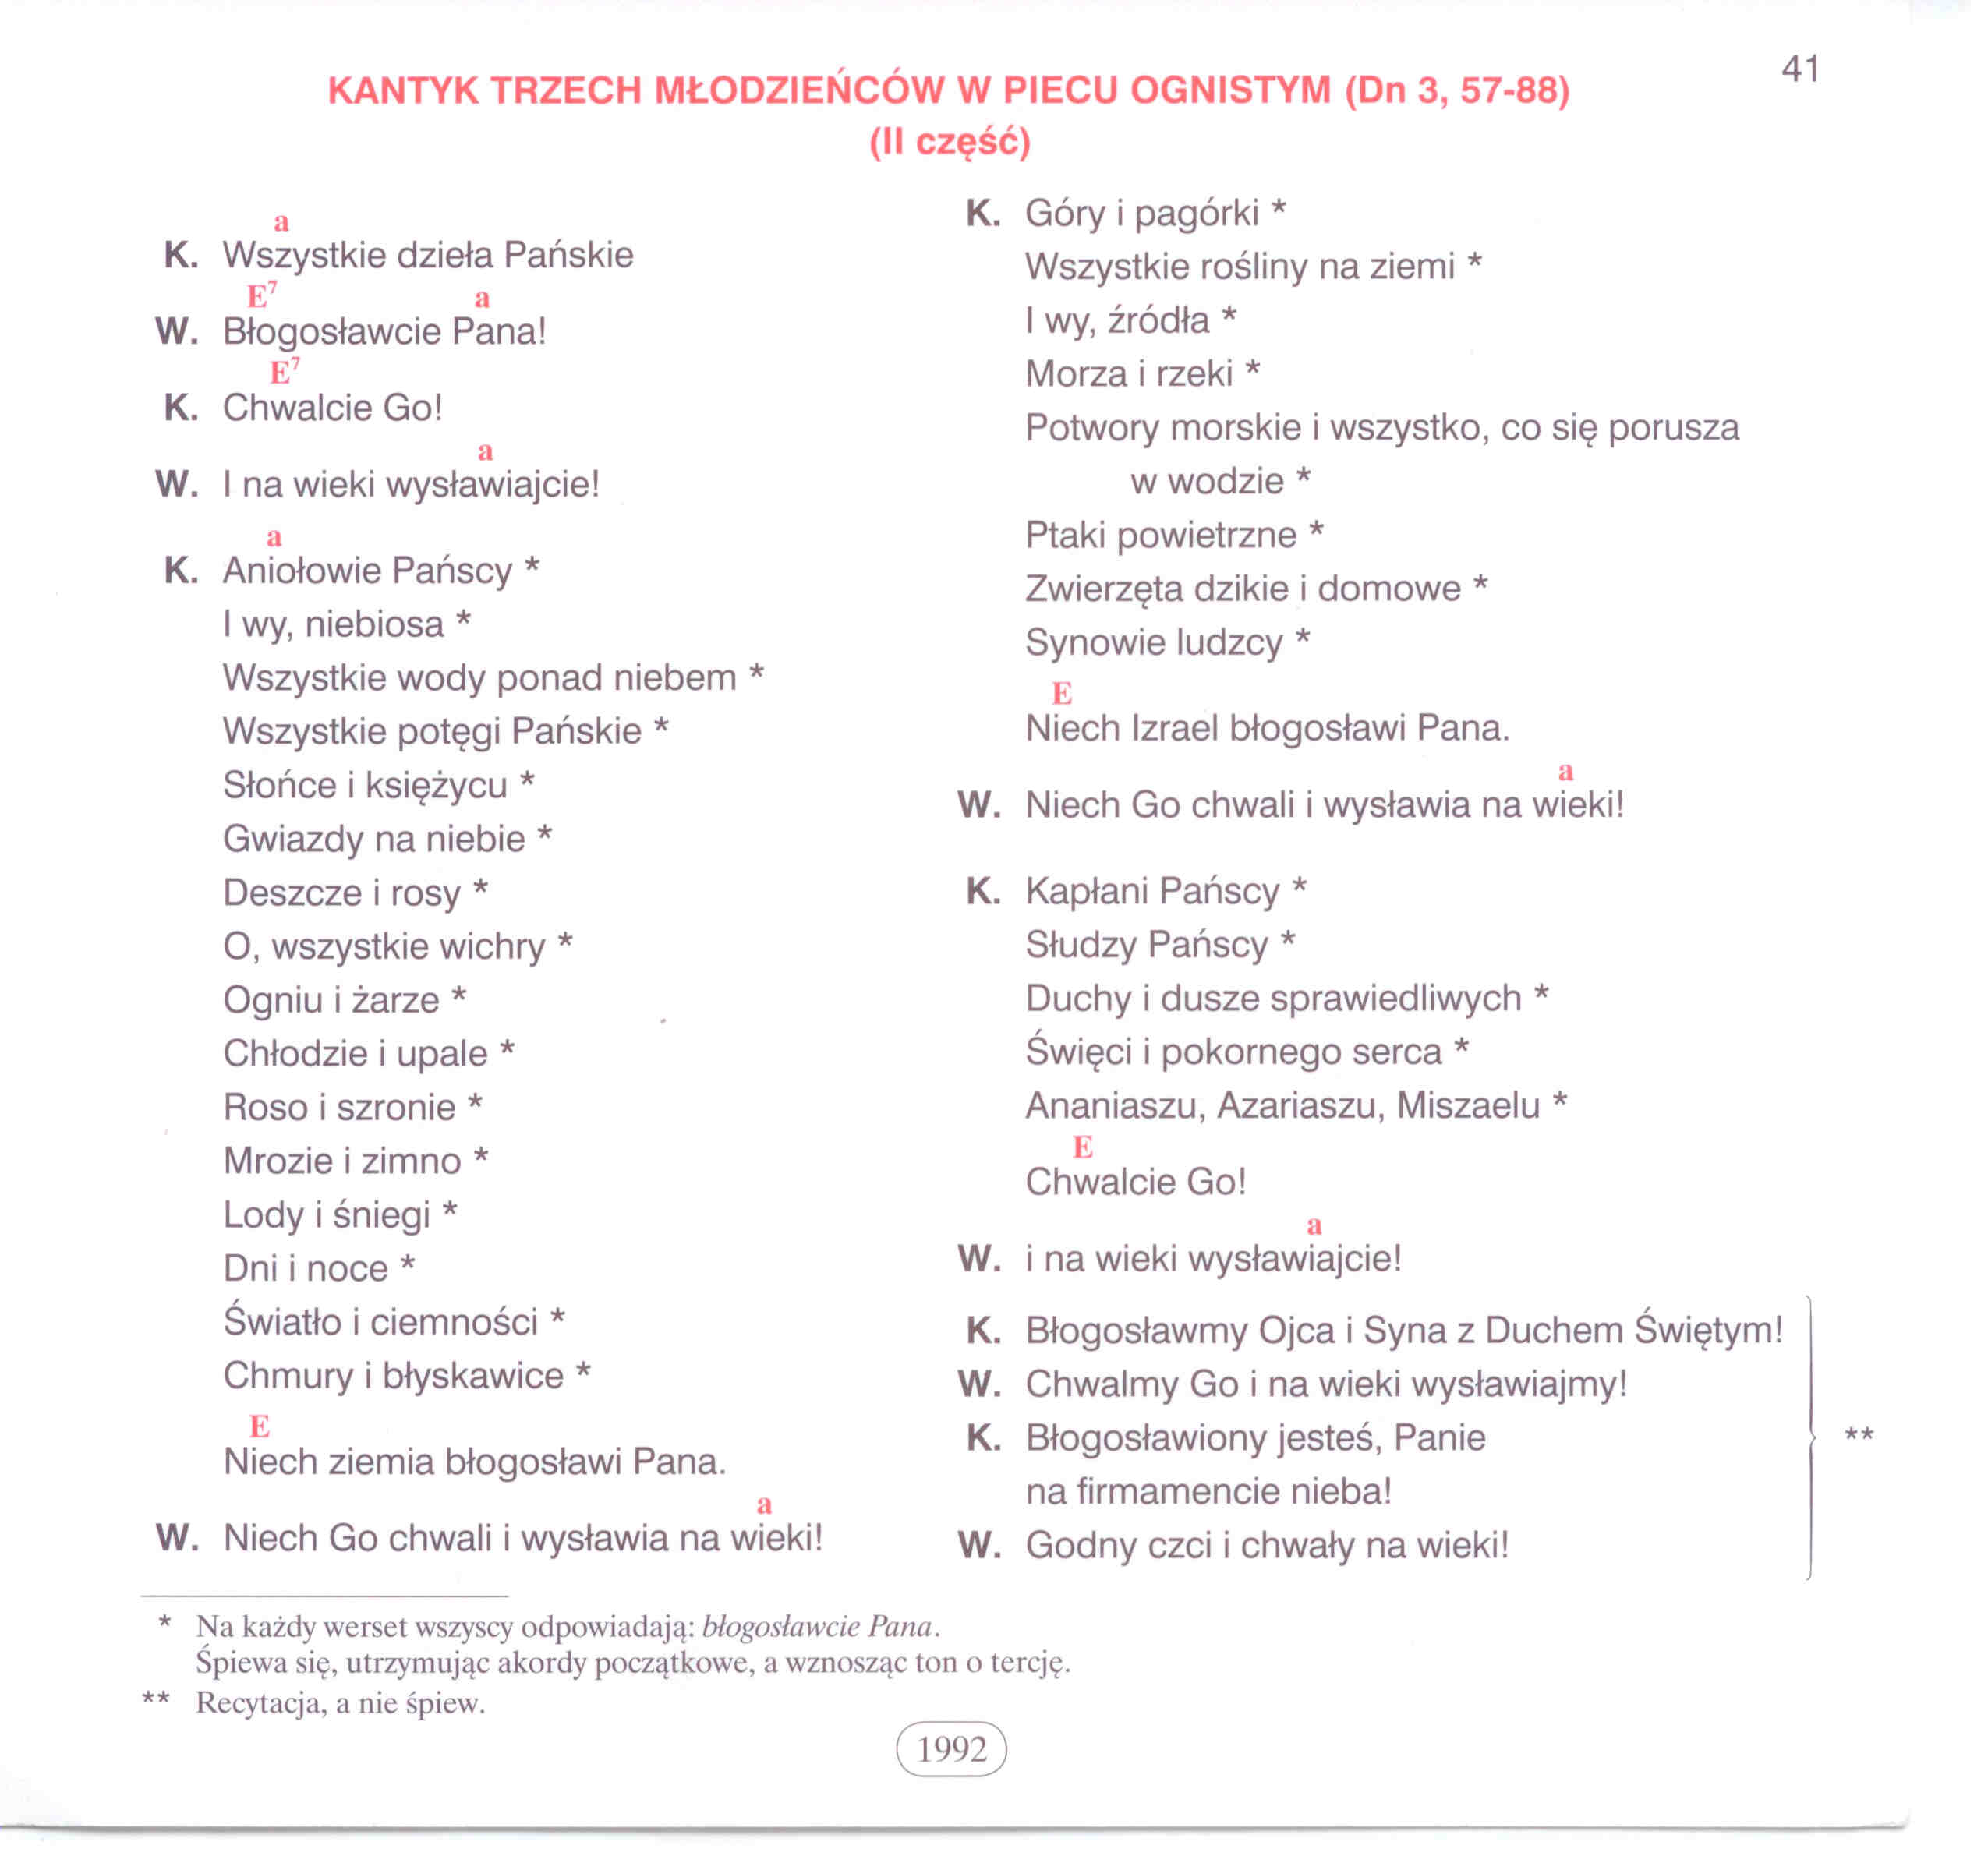 41
KANTYK TRZECH MŁODZIEŃCÓW W PIECU OGNISTYM (Dn 3, 57-88)
(II część)
a
K. Wszystkie dzieła Pańskie
E7 a
W. Błogosławcie Pana!
E7
K. Chwalcie Go!
a
W. I na wieki wysławiajcie!
a
K. Aniołowie Pańscy *
I wy, niebiosa *
Wszystkie wody ponad niebem *
Wszystkie potęgi Pańskie *
Słońce i księżycu *
Gwiazdy na niebie *
Deszcze i rosy *
O, wszystkie wichry *
Ogniu i żarze *
Chłodzie i upale *
Roso i szronie *
Mrozie i zimno *
Lody i śniegi *
Dni i noce *
Światło i ciemności *
Chmury i błyskawice *
E
Niech ziemia błogosławi Pana.
a
W. Niech Go chwali i wysławia na wieki!
K. Góry i pagórki *
Wszystkie rośliny na ziemi *
I wy, źródła *
Morza i rzeki *
Potwory morskie i wszystko, co się porusza
w wodzie *
Ptaki powietrzne *
Zwierzęta dzikie i domowe *
Synowie ludzcy *
E
Niech Izrael błogosławi Pana.
a
W. Niech Go chwali i wysławia na wieki!
K. Kapłani Pańscy *
Słudzy Pańscy *
Duchy i dusze sprawiedliwych *
Święci i pokornego serca *
Ananiaszu, Azariaszu, Miszaelu *
E
Chwalcie Go!
a
W. i na wieki wysławiajcie!
K. Błogosławmy Ojca i Syna z Duchem Świętym!
W. Chwalmy Go i na wieki wysławiajmy!
K. Błogosławiony jesteś, Panie
na firmamencie nieba!
W. Godny czci i chwały na wieki!
**
* Na każdy werset wszyscy odpowiadają: błogosławcie Pana.
Śpiewa się, utrzymując akordy początkowe, a wznosząc ton o tercję.
** Recytacja, a nie śpiew.
1992